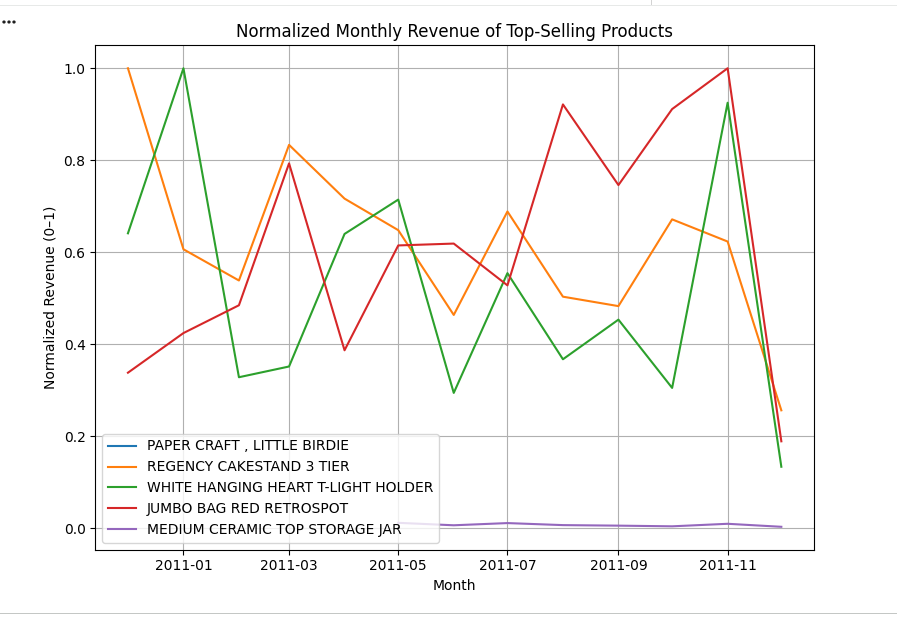 Normalized Monthly Revenue of Top-Selling Products
1.0
0.8
0.6
0.4
0.2
0.0
Normalized Revenue (0–1)
PAPER CRAFT , LITTLE BIRDIE
REGENCY CAKESTAND 3 TIER
WHITE HANGING HEART T-LIGHT HOLDER
JUMBO BAG RED RETROSPOT
MEDIUM CERAMIC TOP STORAGE JAR
2011-01 2011-03 2011-05 2011-07 2011-09 2011-11
Month